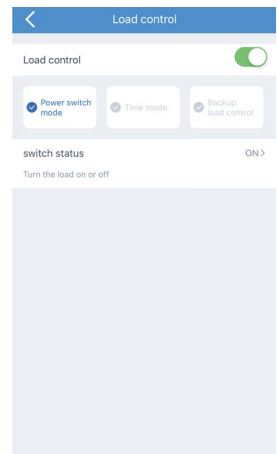 Load control
Load control
Power switch
mode
Time mode
Backup
load control
switch status
ON >
Turn the load on or off